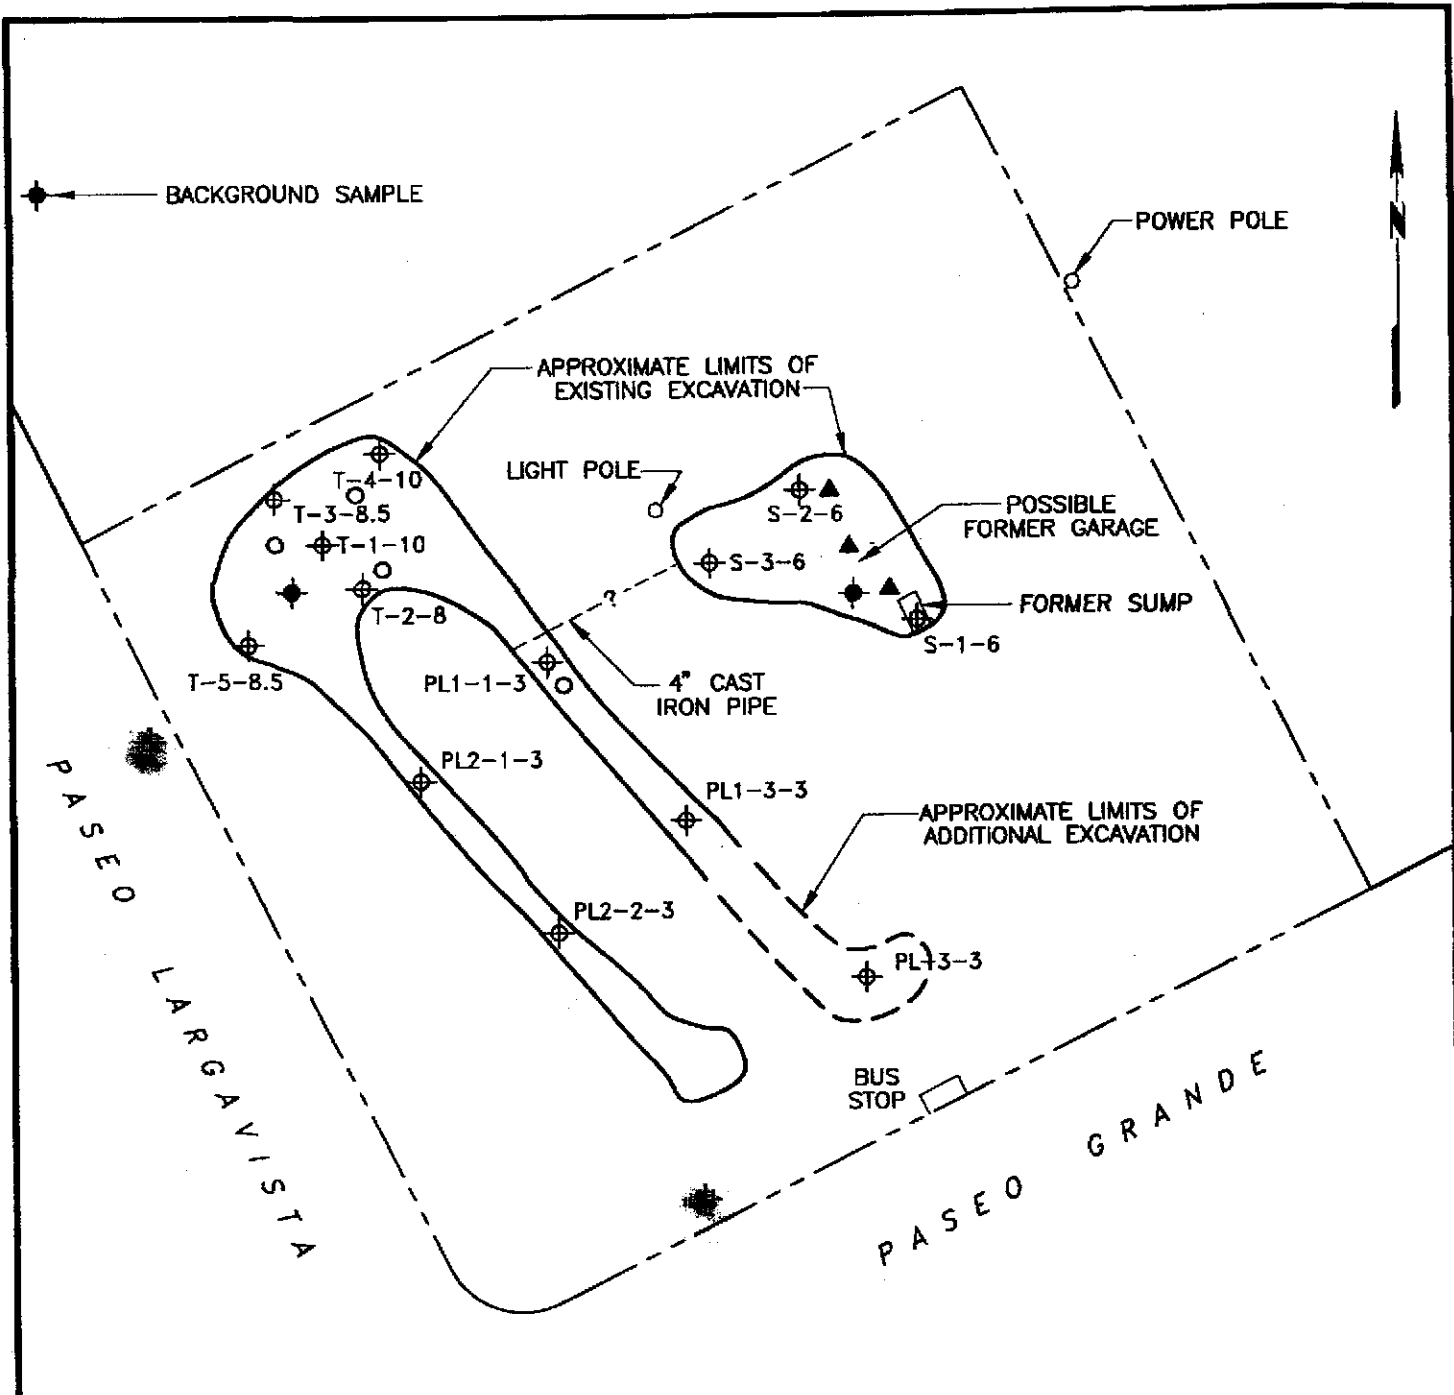 BACKGROUND SAMPLE
POWER POLE
N
APPROXIMATE LIMITS OF
EXISTING EXCAVATION
LIGHT POLE
T-4-10
T-3-8.5
T-1-10
T-2-8
T-5-8.5
S-2-6
S-3-6
POSSIBLE
FORMER GARAGE
FORMER SUMP
S-1-6
?
PL1-1-3
4" CAST
IRON PIPE
PL2-1-3
PL1-3-3
APPROXIMATE LIMITS OF
ADDITIONAL EXCAVATION
PL2-2-3
PL-3-3
BUS
STOP
PASEO LARGAVISTA
PASEO GRANDE